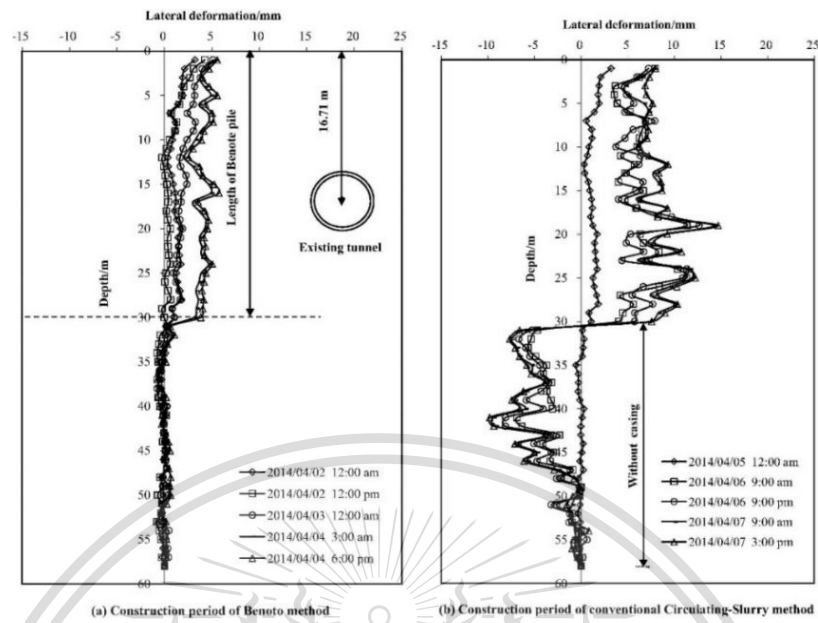 Lateral deformation/mm
-15 -10 -5 0 5 10 15 20 25
0
5
10
15
20
25
30
35
40
45
50
55
60
Depth/m
Length of Benote pile
16.71 m
Existing tunnel
2014/04/02 12:00 am
2014/04/02 12:00 pm
2014/04/03 12:00 am
2014/04/04 3:00 am
2014/04/04 6:00 pm
(a) Construction period of Benoto method
Lateral deformation/mm
-15 -10 -5 0 5 10 15 20 25
0
5
10
15
20
25
30
35
40
45
50
55
60
Depth/m
Without casing
2014/04/05 12:00 am
2014/04/06 9:00 am
2014/04/06 9:00 pm
2014/04/07 9:00 am
2014/04/07 3:00 pm
(b) Construction period of conventional Circulating-Slurry method